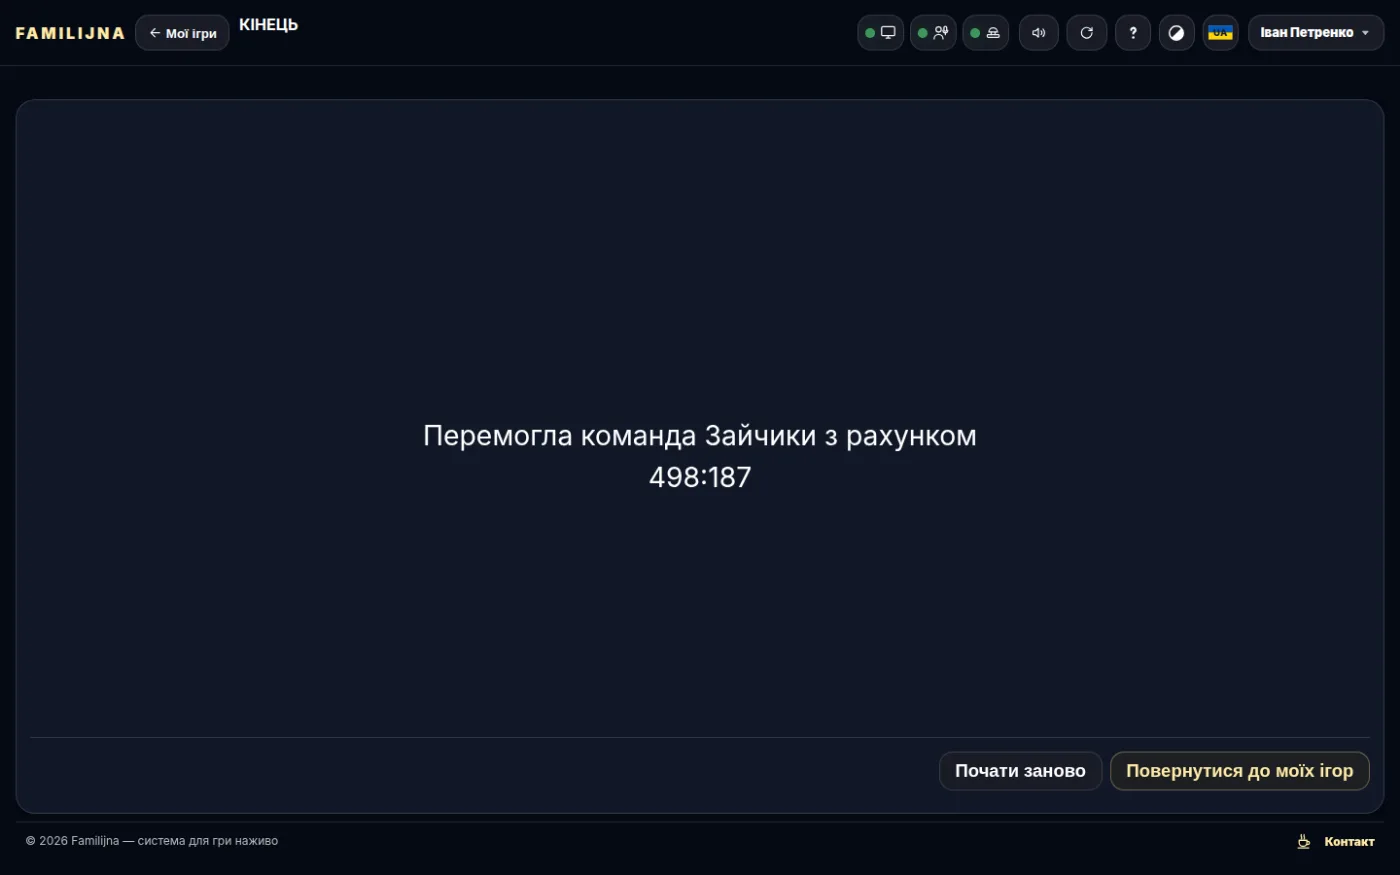 FAMILIJNA
← Мої ігри
КІНЕЦЬ
?
UA
Іван Петренко
Перемогла команда Зайчики з рахунком
498:187
Почати заново
Повернутися до моїх ігор
© 2026 Familijna — система для гри наживо
Контакт